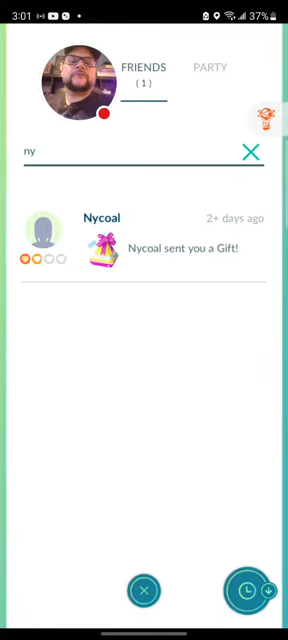 3:01
37%
FRIENDS
PARTY
( 1 )
ny
Nycoal
2+ days ago
Nycoal sent you a Gift!